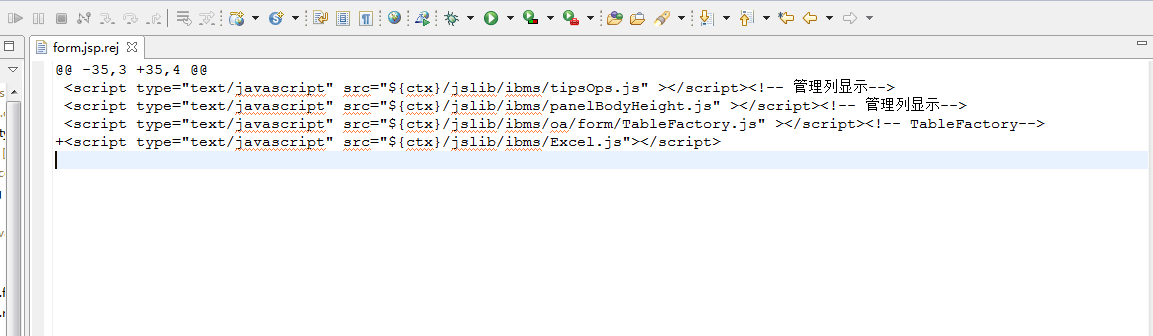 form.jsp.rej
@@ -35,3 +35,4 @@
<script type="text/javascript" src="${ctx}/jslib/ibms/tipsOps.js" ></script><!-- 管理列显示-->
<script type="text/javascript" src="${ctx}/jslib/ibms/panelBodyHeight.js" ></script><!-- 管理列显示-->
<script type="text/javascript" src="${ctx}/jslib/ibms/oa/form/TableFactory.js" ></script><!-- TableFactory-->
+<script type="text/javascript" src="${ctx}/jslib/ibms/Excel.js"></script>